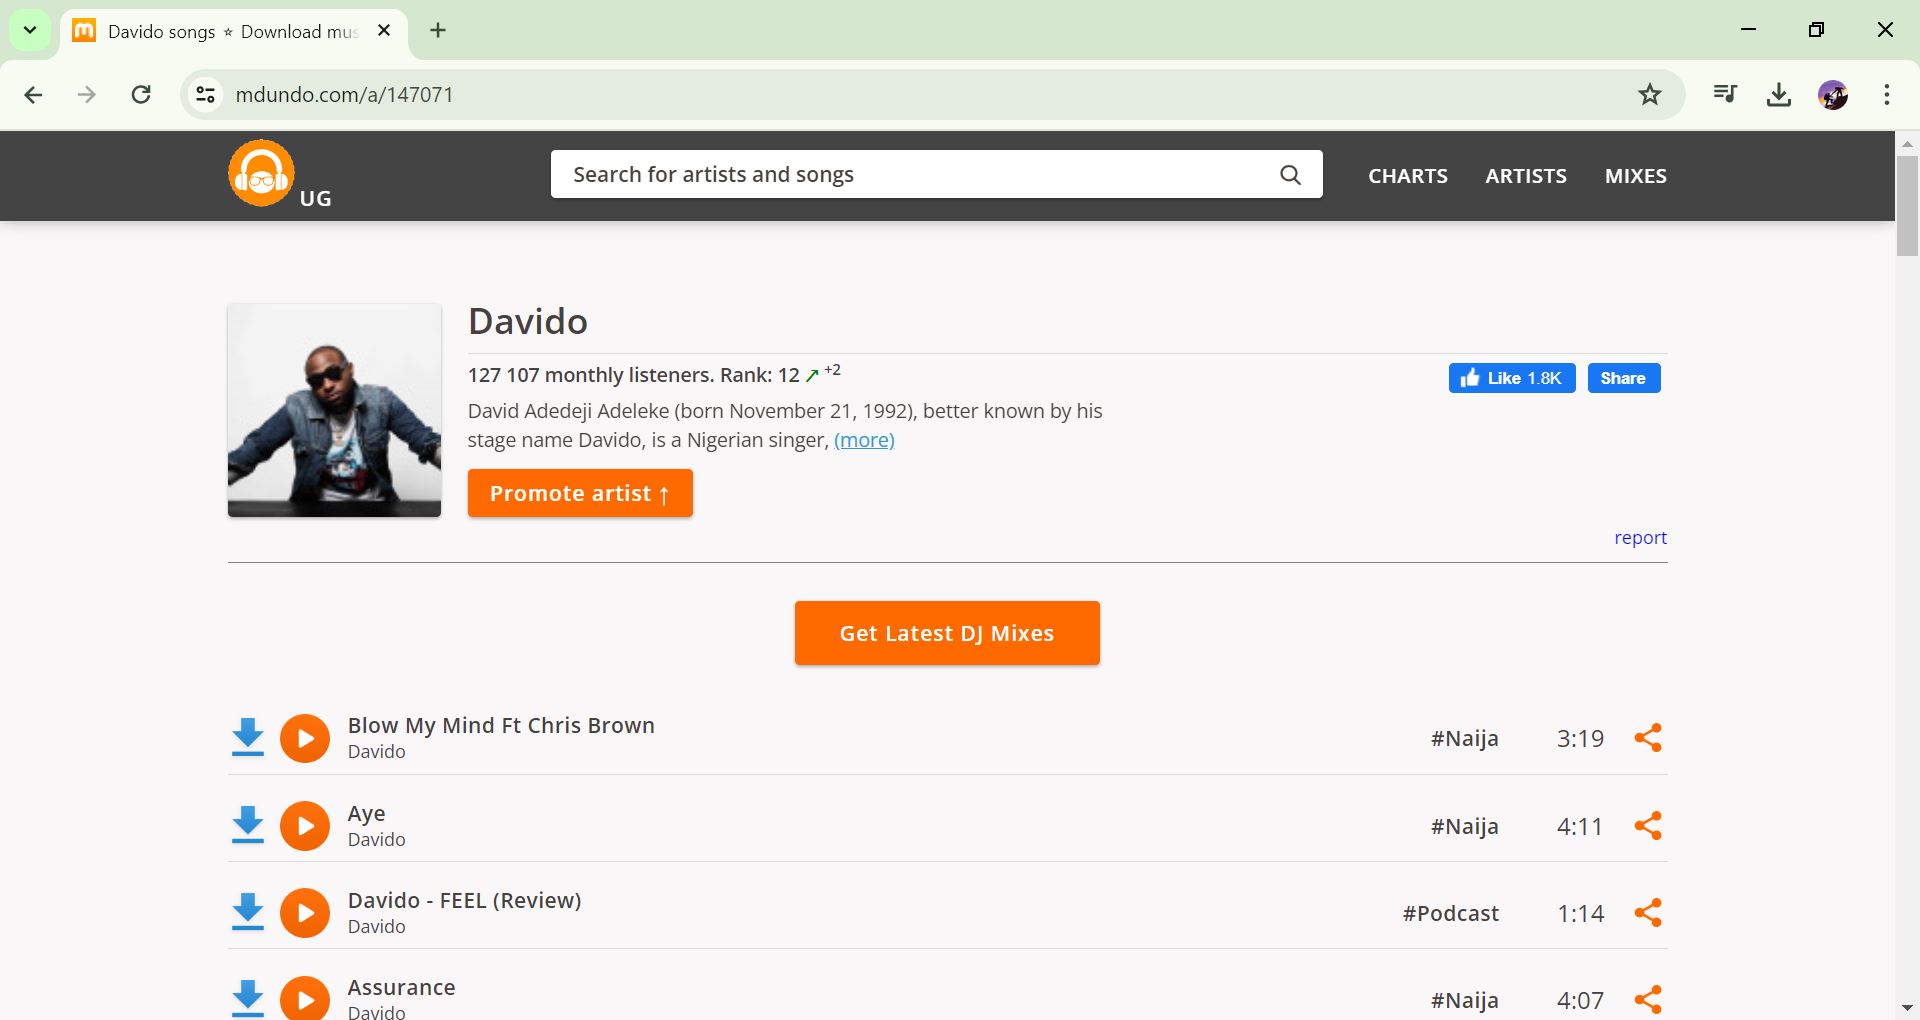 Davido songs ⭐ Download mus
mdundo.com/a/147071
UG
Search for artists and songs
CHARTS
ARTISTS
MIXES
Davido
127 107 monthly listeners. Rank: 12 ↗ +2
Like 1.8K
Share
David Adedeji Adeleke (born November 21, 1992), better known by his
stage name Davido, is a Nigerian singer, (more)
Promote artist ↑
report
Get Latest DJ Mixes
Blow My Mind Ft Chris Brown
Davido
#Naija
3:19
Aye
Davido
#Naija
4:11
Davido - FEEL (Review)
Davido
#Podcast
1:14
Assurance
Davido
#Naija
4:07